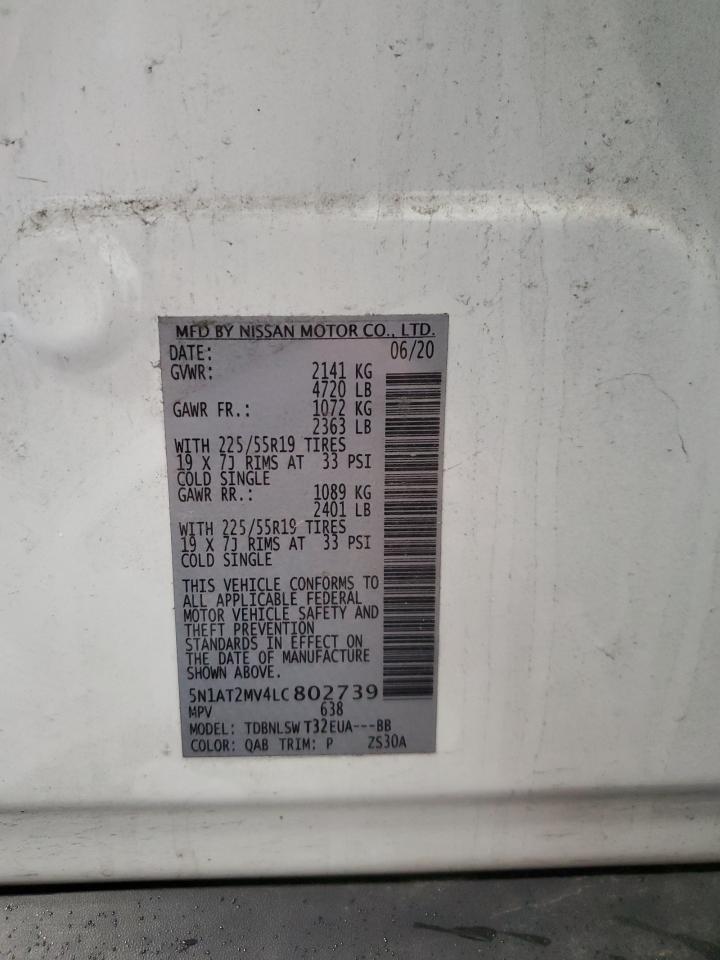 MFD BY NISSAN MOTOR CO., LTD.
DATE: 06/20
GVWR: 2141 KG
4720 LB
GAWR FR.: 1072 KG
2363 LB
WITH 225/55R19 TIRES
19 X 7J RIMS AT 33 PSI
COLD SINGLE
GAWR RR.: 1089 KG
2401 LB
WITH 225/55R19 TIRES
19 X 7J RIMS AT 33 PSI
COLD SINGLE
THIS VEHICLE CONFORMS TO
ALL APPLICABLE FEDERAL
MOTOR VEHICLE SAFETY AND
THEFT PREVENTION
STANDARDS IN EFFECT ON
THE DATE OF MANUFACTURE
SHOWN ABOVE.
5N1AT2MV4LC802739
MPV 638
MODEL: TDBNLSW T32EUA---BB
COLOR: QAB TRIM: P ZS30A